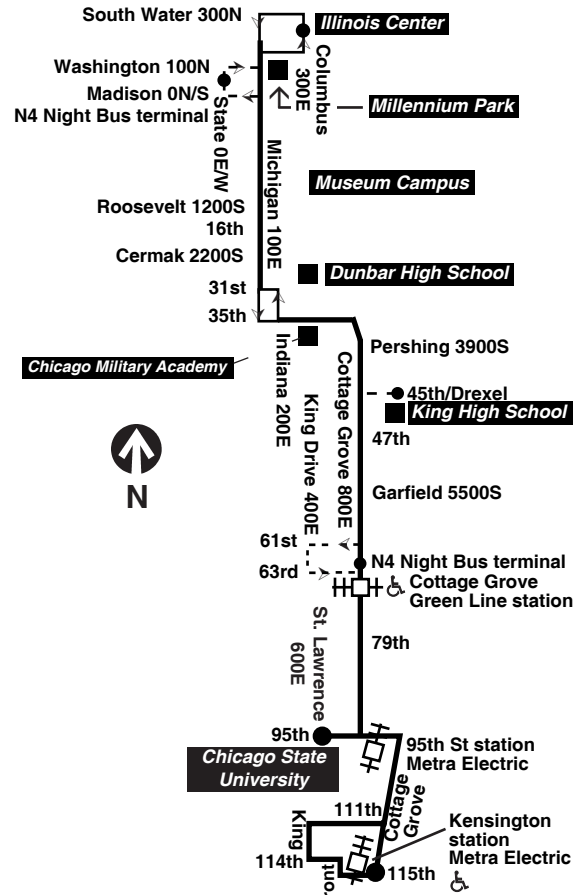 South Water 300N
Illinois Center
Washington 100N
Columbus
300E
Madison 0N/S
N4 Night Bus terminal
State 0E/W
Millennium Park
Michigan 100E
Museum Campus
Roosevelt 1200S
16th
Cermak 2200S
Dunbar High School
31st
35th
Chicago Military Academy
Indiana 200E
Pershing 3900S
King Drive 400E
Cottage Grove 800E
45th/Drexel
King High School
47th
N
Garfield 5500S
61st
63rd
N4 Night Bus terminal
Cottage Grove
Green Line station
St. Lawrence
600E
79th
95th
Chicago State
University
95th St station
Metra Electric
111th
Cottage
Grove
King
114th
Kensington
station
Metra Electric
115th